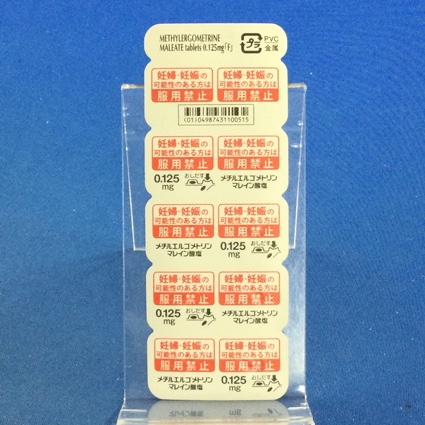 METHYLERGOMETRINE
MALEATE tablets 0.125mg「F」
プラ
PVC
金属
妊婦・妊娠の
可能性のある方は
服用禁止
妊婦・妊娠の
可能性のある方は
服用禁止
(01)04987431100515
妊婦・妊娠の
可能性のある方は
服用禁止
0.125
mg
おしだす
妊婦・妊娠の
可能性のある方は
服用禁止
メチルエルゴメトリン
マレイン酸塩
妊婦・妊娠の
可能性のある方は
服用禁止
メチルエルゴメトリン
マレイン酸塩
妊婦・妊娠の
可能性のある方は
服用禁止
0.125
mg
おしだす
妊婦・妊娠の
可能性のある方は
服用禁止
0.125
mg
おしだす
妊婦・妊娠の
可能性のある方は
服用禁止
メチルエルゴメトリン
マレイン酸塩
妊婦・妊娠の
可能性のある方は
服用禁止
メチルエルゴメトリン
マレイン酸塩
妊婦・妊娠の
可能性のある方は
服用禁止
0.125
mg
おしだす